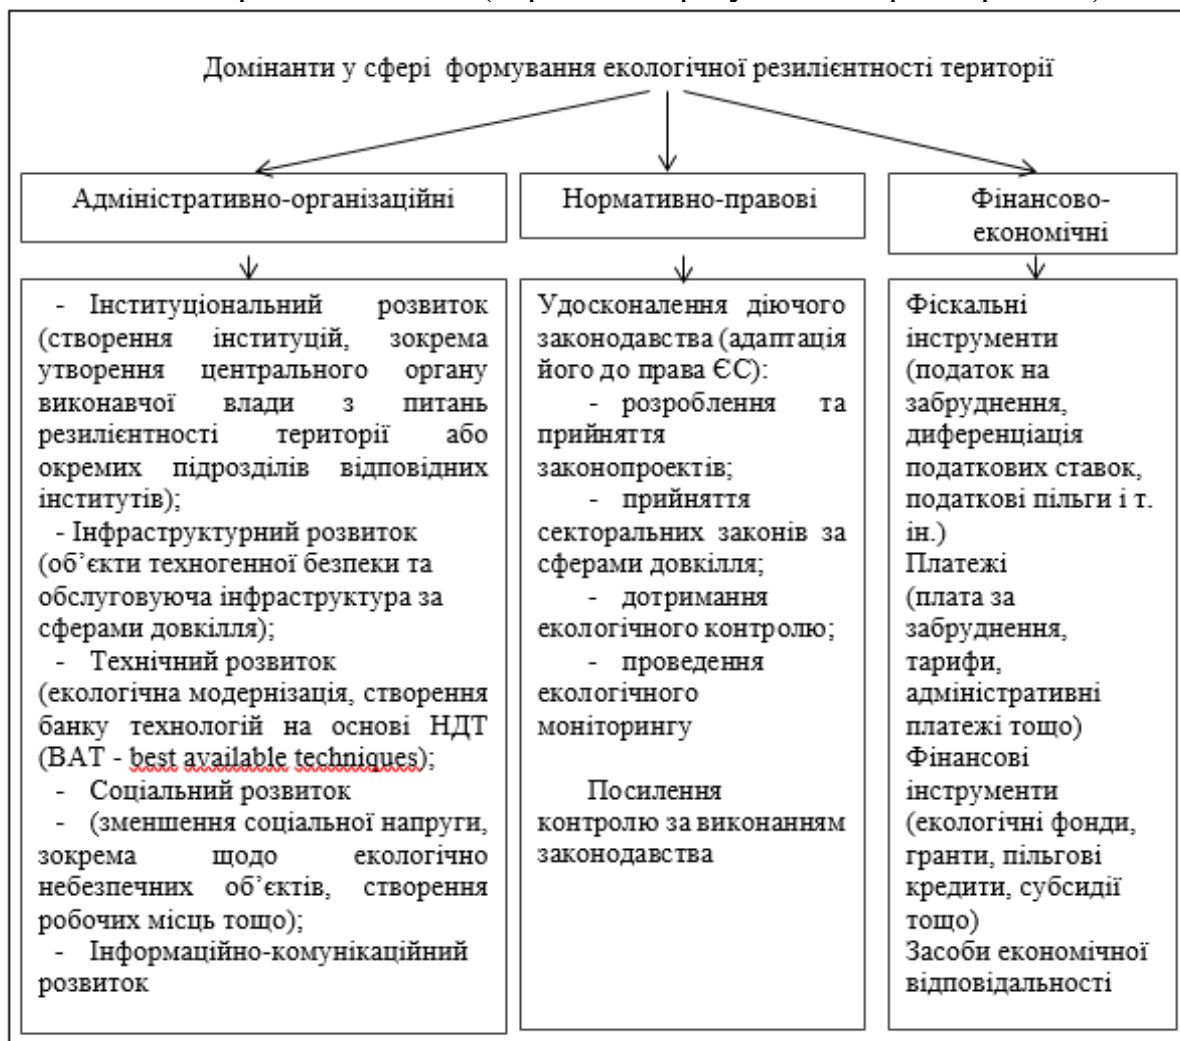 Домінанти у сфері формування екологічної резилієнтності території
Адміністративно-організаційні
Нормативно-правові
Фінансово-
економічні
- Інституціональний розвиток
(створення інституцій, зокрема
утворення центрального органу
виконавчої влади з питань
резилієнтності території або
окремих підрозділів відповідних
інститутів);
- Інфраструктурний розвиток
(об’єкти техногенної безпеки та
обслуговуюча інфраструктура за
сферами довкілля);
- Технічний розвиток
(екологічна модернізація, створення
банку технологій на основі НДТ
(BAT - best available techniques);
- Соціальний розвиток
- (зменшення соціальної напруги,
зокрема щодо екологічно
небезпечних об’єктів, створення
робочих місць тощо);
- Інформаційно-комунікаційний
розвиток
Удосконалення діючого
законодавства (адаптація
його до права ЄС):
- розроблення та
прийняття
законопроектів;
- прийняття
секторальних законів за
сферами довкілля;
- дотримання
екологічного контролю;
- проведення
екологічного
моніторингу
Посилення
контролю за виконанням
законодавства
Фіскальні
інструменти
(податок на
забруднення,
диференціація
податкових ставок,
податкові пільги і т.
ін.)
Платежі
(плата за
забруднення,
тарифи,
адміністративні
платежі тощо)
Фінансові
інструменти
(екологічні фонди,
гранти, пільгові
кредити, субсидії
тощо)
Засоби економічної
відповідальності